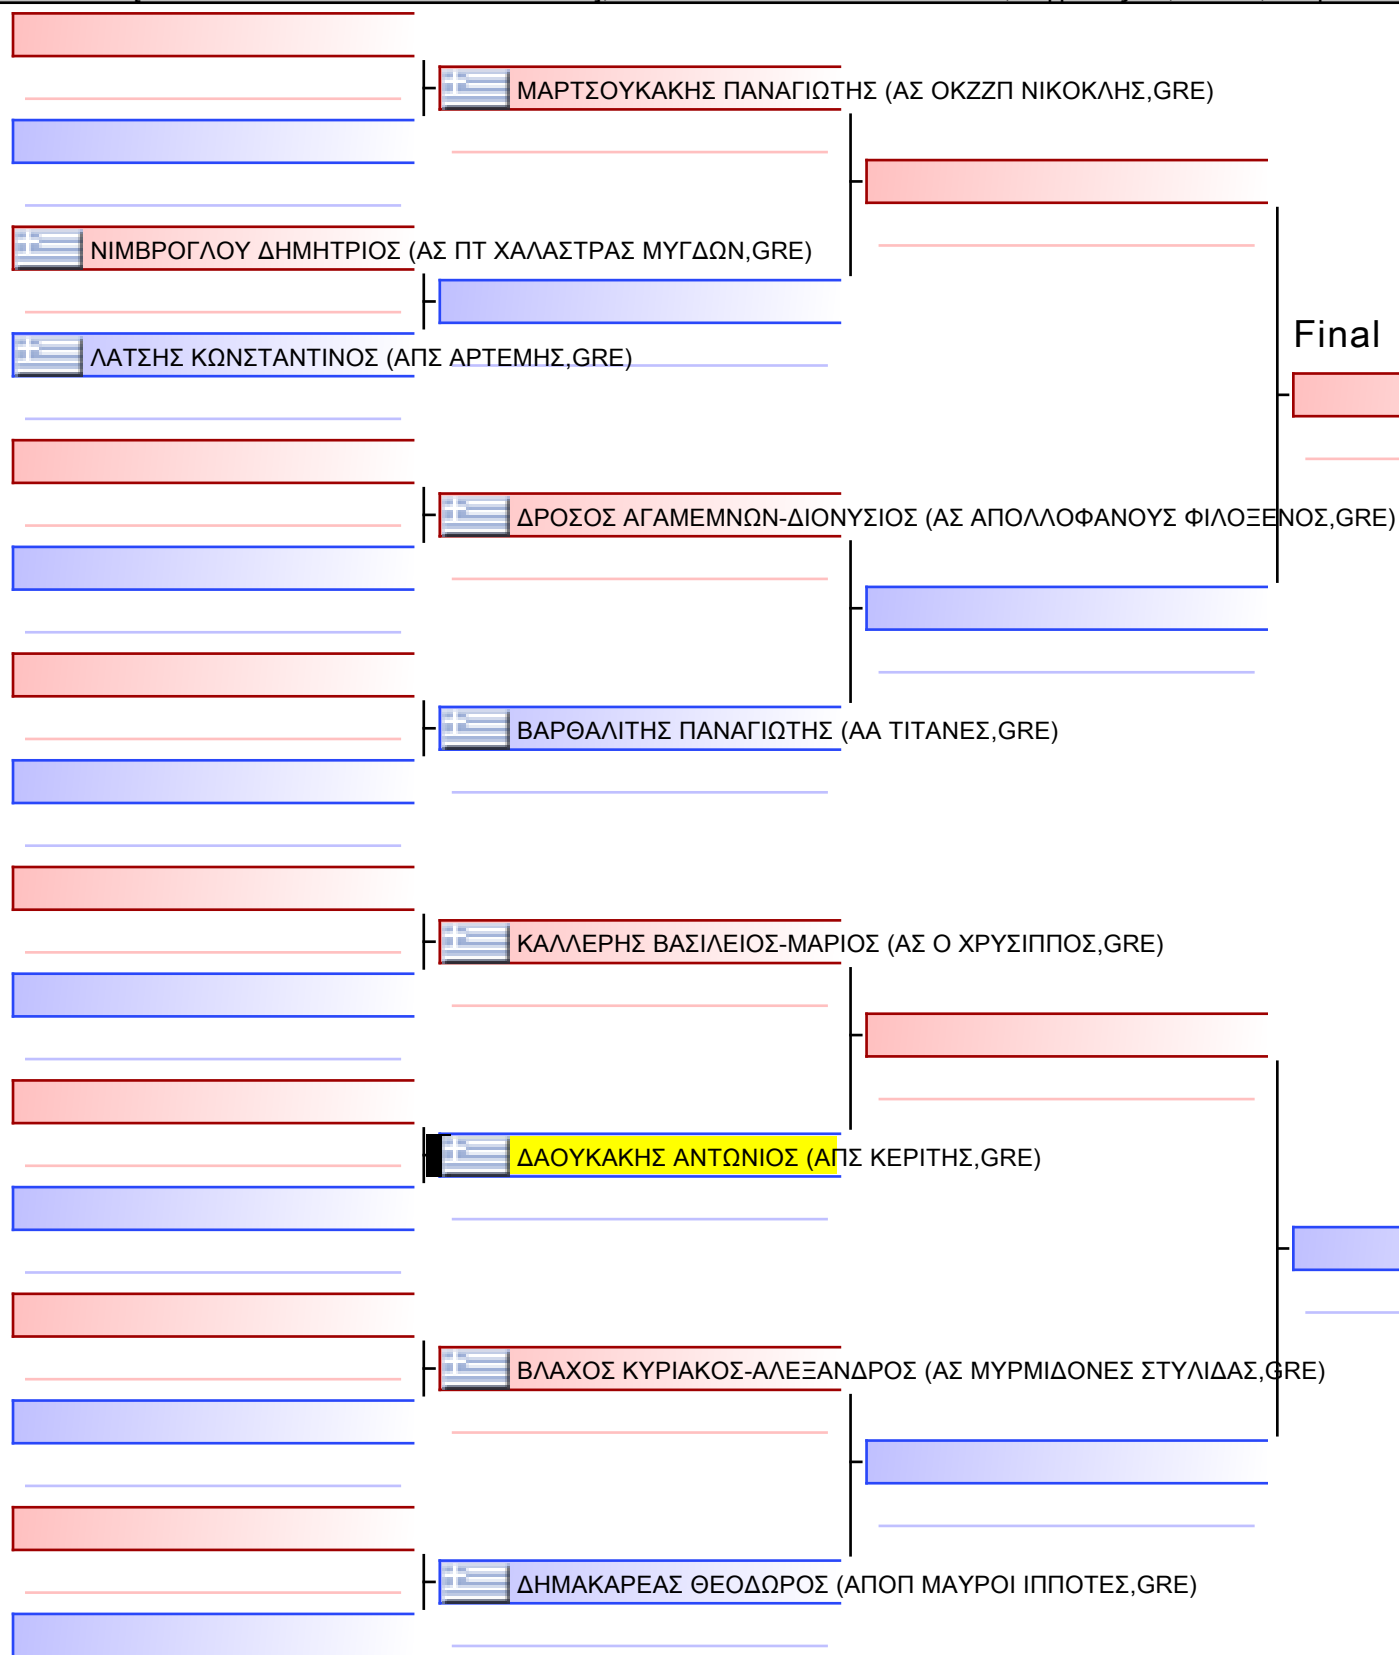 ΜΑΡΤΣΟΥΚΑΚΗΣ ΠΑΝΑΓΙΩΤΗΣ (ΑΣ ΟΚΖΖΠ ΝΙΚΟΚΛΗΣ,GRE)
ΝΙΜΒΡΟΓΛΟΥ ΔΗΜΗΤΡΙΟΣ (ΑΣ ΠΤ ΧΑΛΑΣΤΡΑΣ ΜΥΓΔΩΝ,GRE)
Final
ΛΑΤΣΗΣ ΚΩΝΣΤΑΝΤΙΝΟΣ (ΑΠΣ ΑΡΤΕΜΗΣ,GRE)
ΔΡΟΣΟΣ ΑΓΑΜΕΜΝΩΝ-ΔΙΟΝΥΣΙΟΣ (ΑΣ ΑΠΟΛΛΟΦΑΝΟΥΣ ΦΙΛΟΞΕΝΟΣ,GRE)
ΒΑΡΘΑΛΙΤΗΣ ΠΑΝΑΓΙΩΤΗΣ (ΑΑ ΤΙΤΑΝΕΣ,GRE)
ΚΑΛΛΕΡΗΣ ΒΑΣΙΛΕΙΟΣ-ΜΑΡΙΟΣ (ΑΣ Ο ΧΡΥΣΙΠΠΟΣ,GRE)
ΔΑΟΥΚΑΚΗΣ ΑΝΤΩΝΙΟΣ (ΑΠΣ ΚΕΡΙΤΗΣ,GRE)
ΒΛΑΧΟΣ ΚΥΡΙΑΚΟΣ-ΑΛΕΞΑΝΔΡΟΣ (ΑΣ ΜΥΡΜΙΔΟΝΕΣ ΣΤΥΛΙΔΑΣ,GRE)
ΔΗΜΑΚΑΡΕΑΣ ΘΕΟΔΩΡΟΣ (ΑΠΟΠ ΜΑΥΡΟΙ ΙΠΠΟΤΕΣ,GRE)